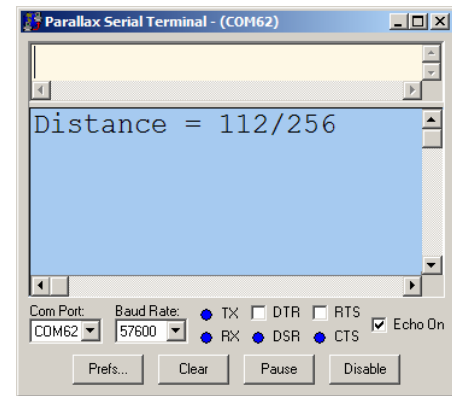 Parallax Serial Terminal - (COM62)
Distance = 112/256
Com Port: Baud Rate: TX DTR RTS
COM62 57600 RX DSR CTS Echo On
Prefs... Clear Pause Disable